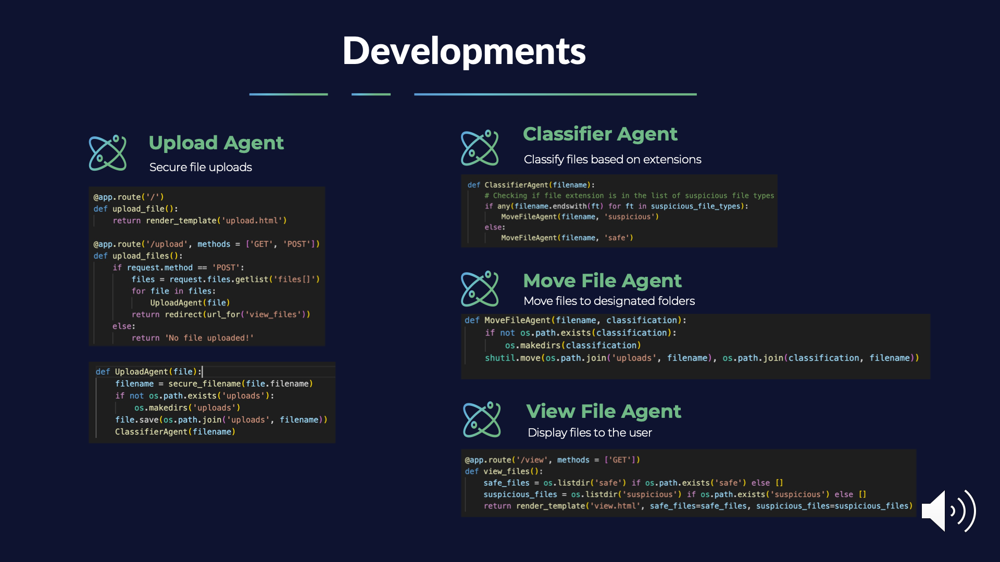 Developments
Upload Agent
Secure file uploads
@app.route('/')
def upload_file():
    return render_template('upload.html')
@app.route('/upload', methods = ['GET', 'POST'])
def upload_files():
    if request.method == 'POST':
        files = request.files.getlist('files[]')
        for file in files:
            UploadAgent(file)
        return redirect(url_for('view_files'))
    else:
        return 'No file uploaded!'
def UploadAgent(file):
    filename = secure_filename(file.filename)
    if not os.path.exists('uploads'):
        os.makedirs('uploads')
    file.save(os.path.join('uploads', filename))
    ClassifierAgent(filename)
Classifier Agent
Classify files based on extensions
def ClassifierAgent(filename):
    # Checking if file extension is in the list of suspicious file types
    if any(filename.endswith(ft) for ft in suspicious_file_types):
        MoveFileAgent(filename, 'suspicious')
    else:
        MoveFileAgent(filename, 'safe')
Move File Agent
Move files to designated folders
def MoveFileAgent(filename, classification):
    if not os.path.exists(classification):
        os.makedirs(classification)
    shutil.move(os.path.join('uploads', filename), os.path.join(classification, filename))
View File Agent
Display files to the user
@app.route('/view', methods = ['GET'])
def view_files():
    safe_files = os.listdir('safe') if os.path.exists('safe') else []
    suspicious_files = os.listdir('suspicious') if os.path.exists('suspicious') else []
    return render_template('view.html', safe_files=safe_files, suspicious_files=suspicious_files)